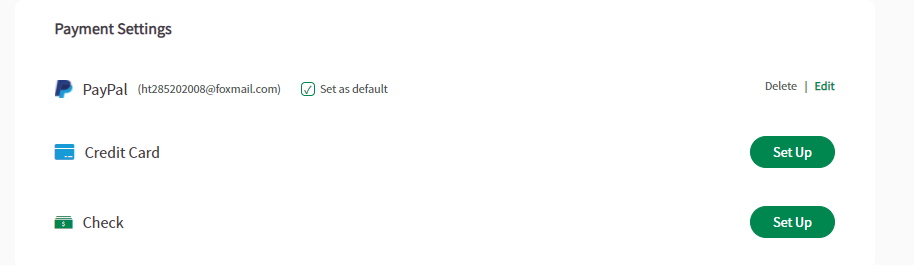 Payment Settings
PayPal (ht285202008@foxmail.com) Set as default Delete | Edit
Credit Card Set Up
Check Set Up